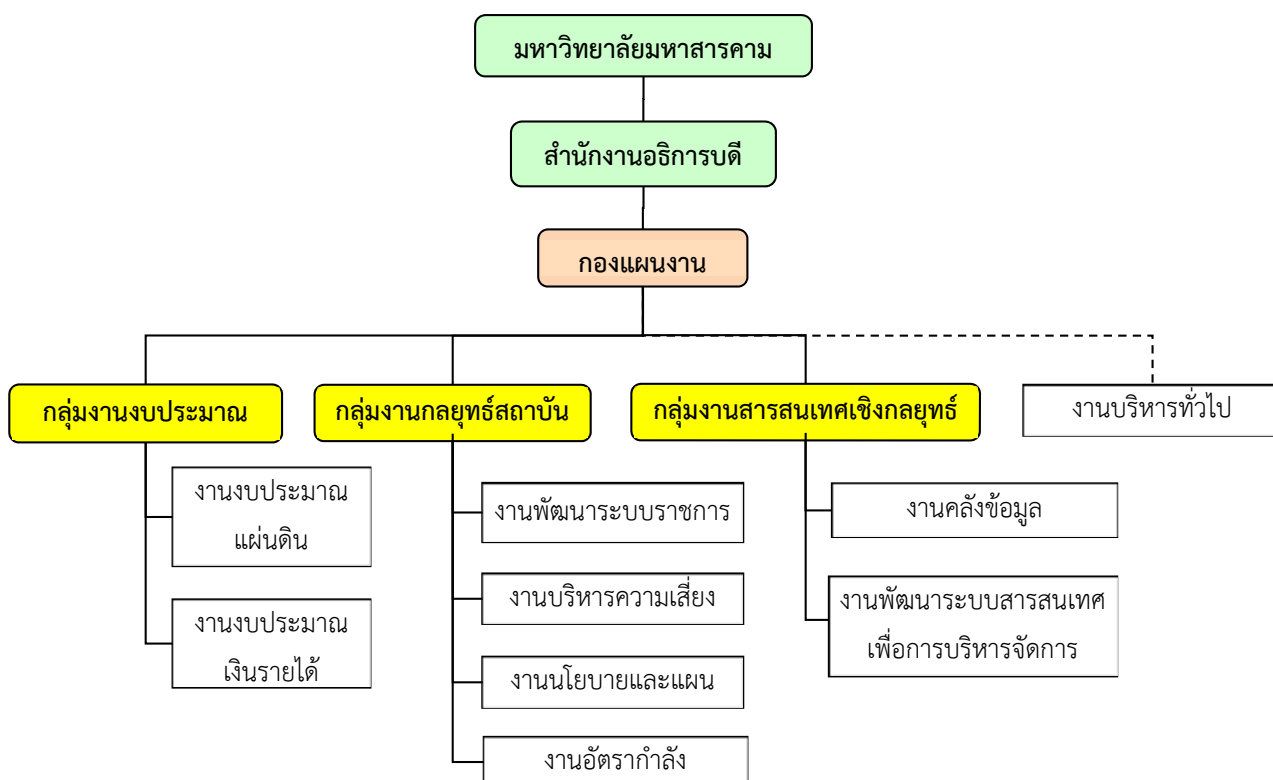 มหาวิทยาลัยมหาสารคาม
สำนักงานอธิการบดี
กองแผนงาน
กลุ่มงานงบประมาณ
กลุ่มงานกลยุทธ์สถาบัน
กลุ่มงานสารสนเทศเชิงกลยุทธ์
งานบริหารทั่วไป
งานงบประมาณ
แผ่นดิน
งานงบประมาณ
เงินรายได้
งานพัฒนาระบบราชการ
งานบริหารความเสี่ยง
งานนโยบายและแผน
งานอัตรากำลัง
งานคลังข้อมูล
งานพัฒนาระบบสารสนเทศ
เพื่อการบริหารจัดการ